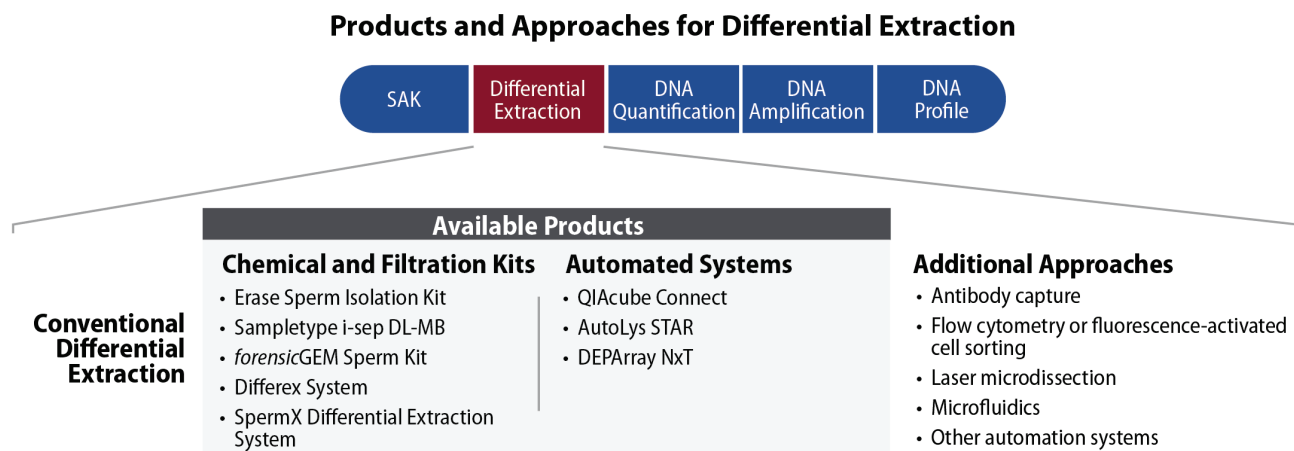 Products and Approaches for Differential Extraction
SAK
Differential
Extraction
DNA
Quantification
DNA
Amplification
DNA
Profile
Conventional
Differential
Extraction
Available Products
Chemical and Filtration Kits
• Erase Sperm Isolation Kit
• Sampletype i-sep DL-MB
• forensicGEM Sperm Kit
• Differex System
• SpermX Differential Extraction
System
Automated Systems
• QIAcube Connect
• AutoLys STAR
• DEPArray NxT
Additional Approaches
• Antibody capture
• Flow cytometry or fluorescence-activated
cell sorting
• Laser microdissection
• Microfluidics
• Other automation systems